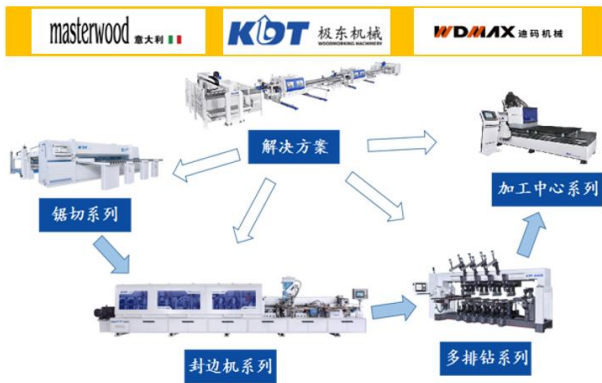 masterwood 意大利
KDT 极东机械
WOODWORKING MACHINERY
WDMAX 迪码机械
解决方案
锯切系列
加工中心系列
封边机系列
多排钻系列